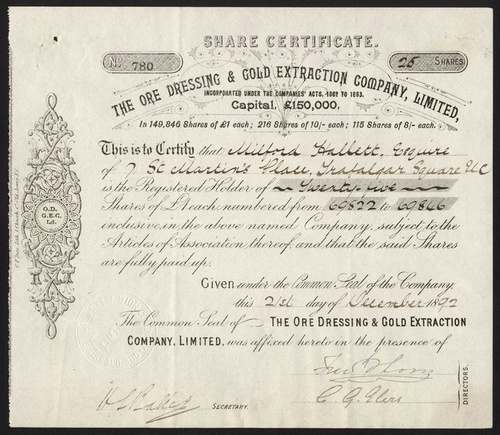 SHARE CERTIFICATE.
No 780
25 SHARES
THE ORE DRESSING & GOLD EXTRACTION COMPANY, LIMITED,
INCORPORATED UNDER THE COMPANIES' ACTS, 1867 TO 1883.
Capital, £150,000.
In 149,846 Shares of £1 each; 216 Shares of 10/- each; 115 Shares of 8/- each.
This is to Certify that Milford Hallett, Esquire
of 7 St Martin's Place, Trafalgar Square W.C
is the Registered Holder of Twenty-five
Shares of £1 each, numbered from 69822 to 69846
inclusive, in the above named Company, subject to the
Articles of Association thereof, and that the said Shares
are fully paid up.
Given under the Common Seal of the Company,
this 21st day of December 1892
The Common Seal of THE ORE DRESSING & GOLD EXTRACTION
COMPANY, LIMITED, was affixed hereto in the presence of
SECRETARY.
DIRECTORS.
O.D.
G.E.C.
Ld.